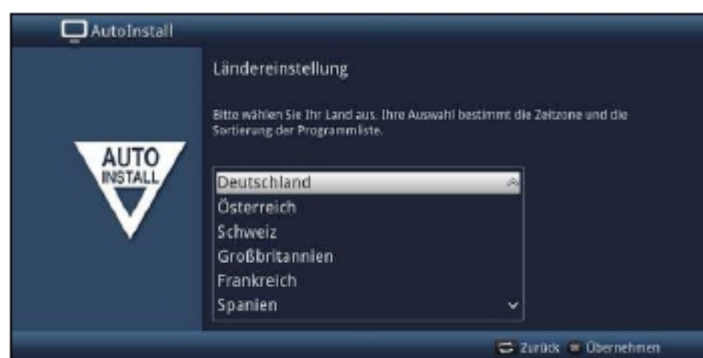 AutoInstall
Ländereinstellung
Bitte wählen Sie Ihr Land aus. Ihre Auswahl bestimmt die Zeitzone und die
Sortierung der Programmliste.
AUTO
INSTALL
Deutschland
Österreich
Schweiz
Großbritannien
Frankreich
Spanien
Zurück
Übernehmen